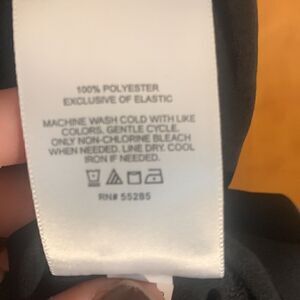 100% POLYESTER
EXCLUSIVE OF ELASTIC
MACHINE WASH COLD WITH LIKE
COLORS. GENTLE CYCLE.
ONLY NON-CHLORINE BLEACH
WHEN NEEDED. LINE DRY. COOL
IRON IF NEEDED.
RN# 55285